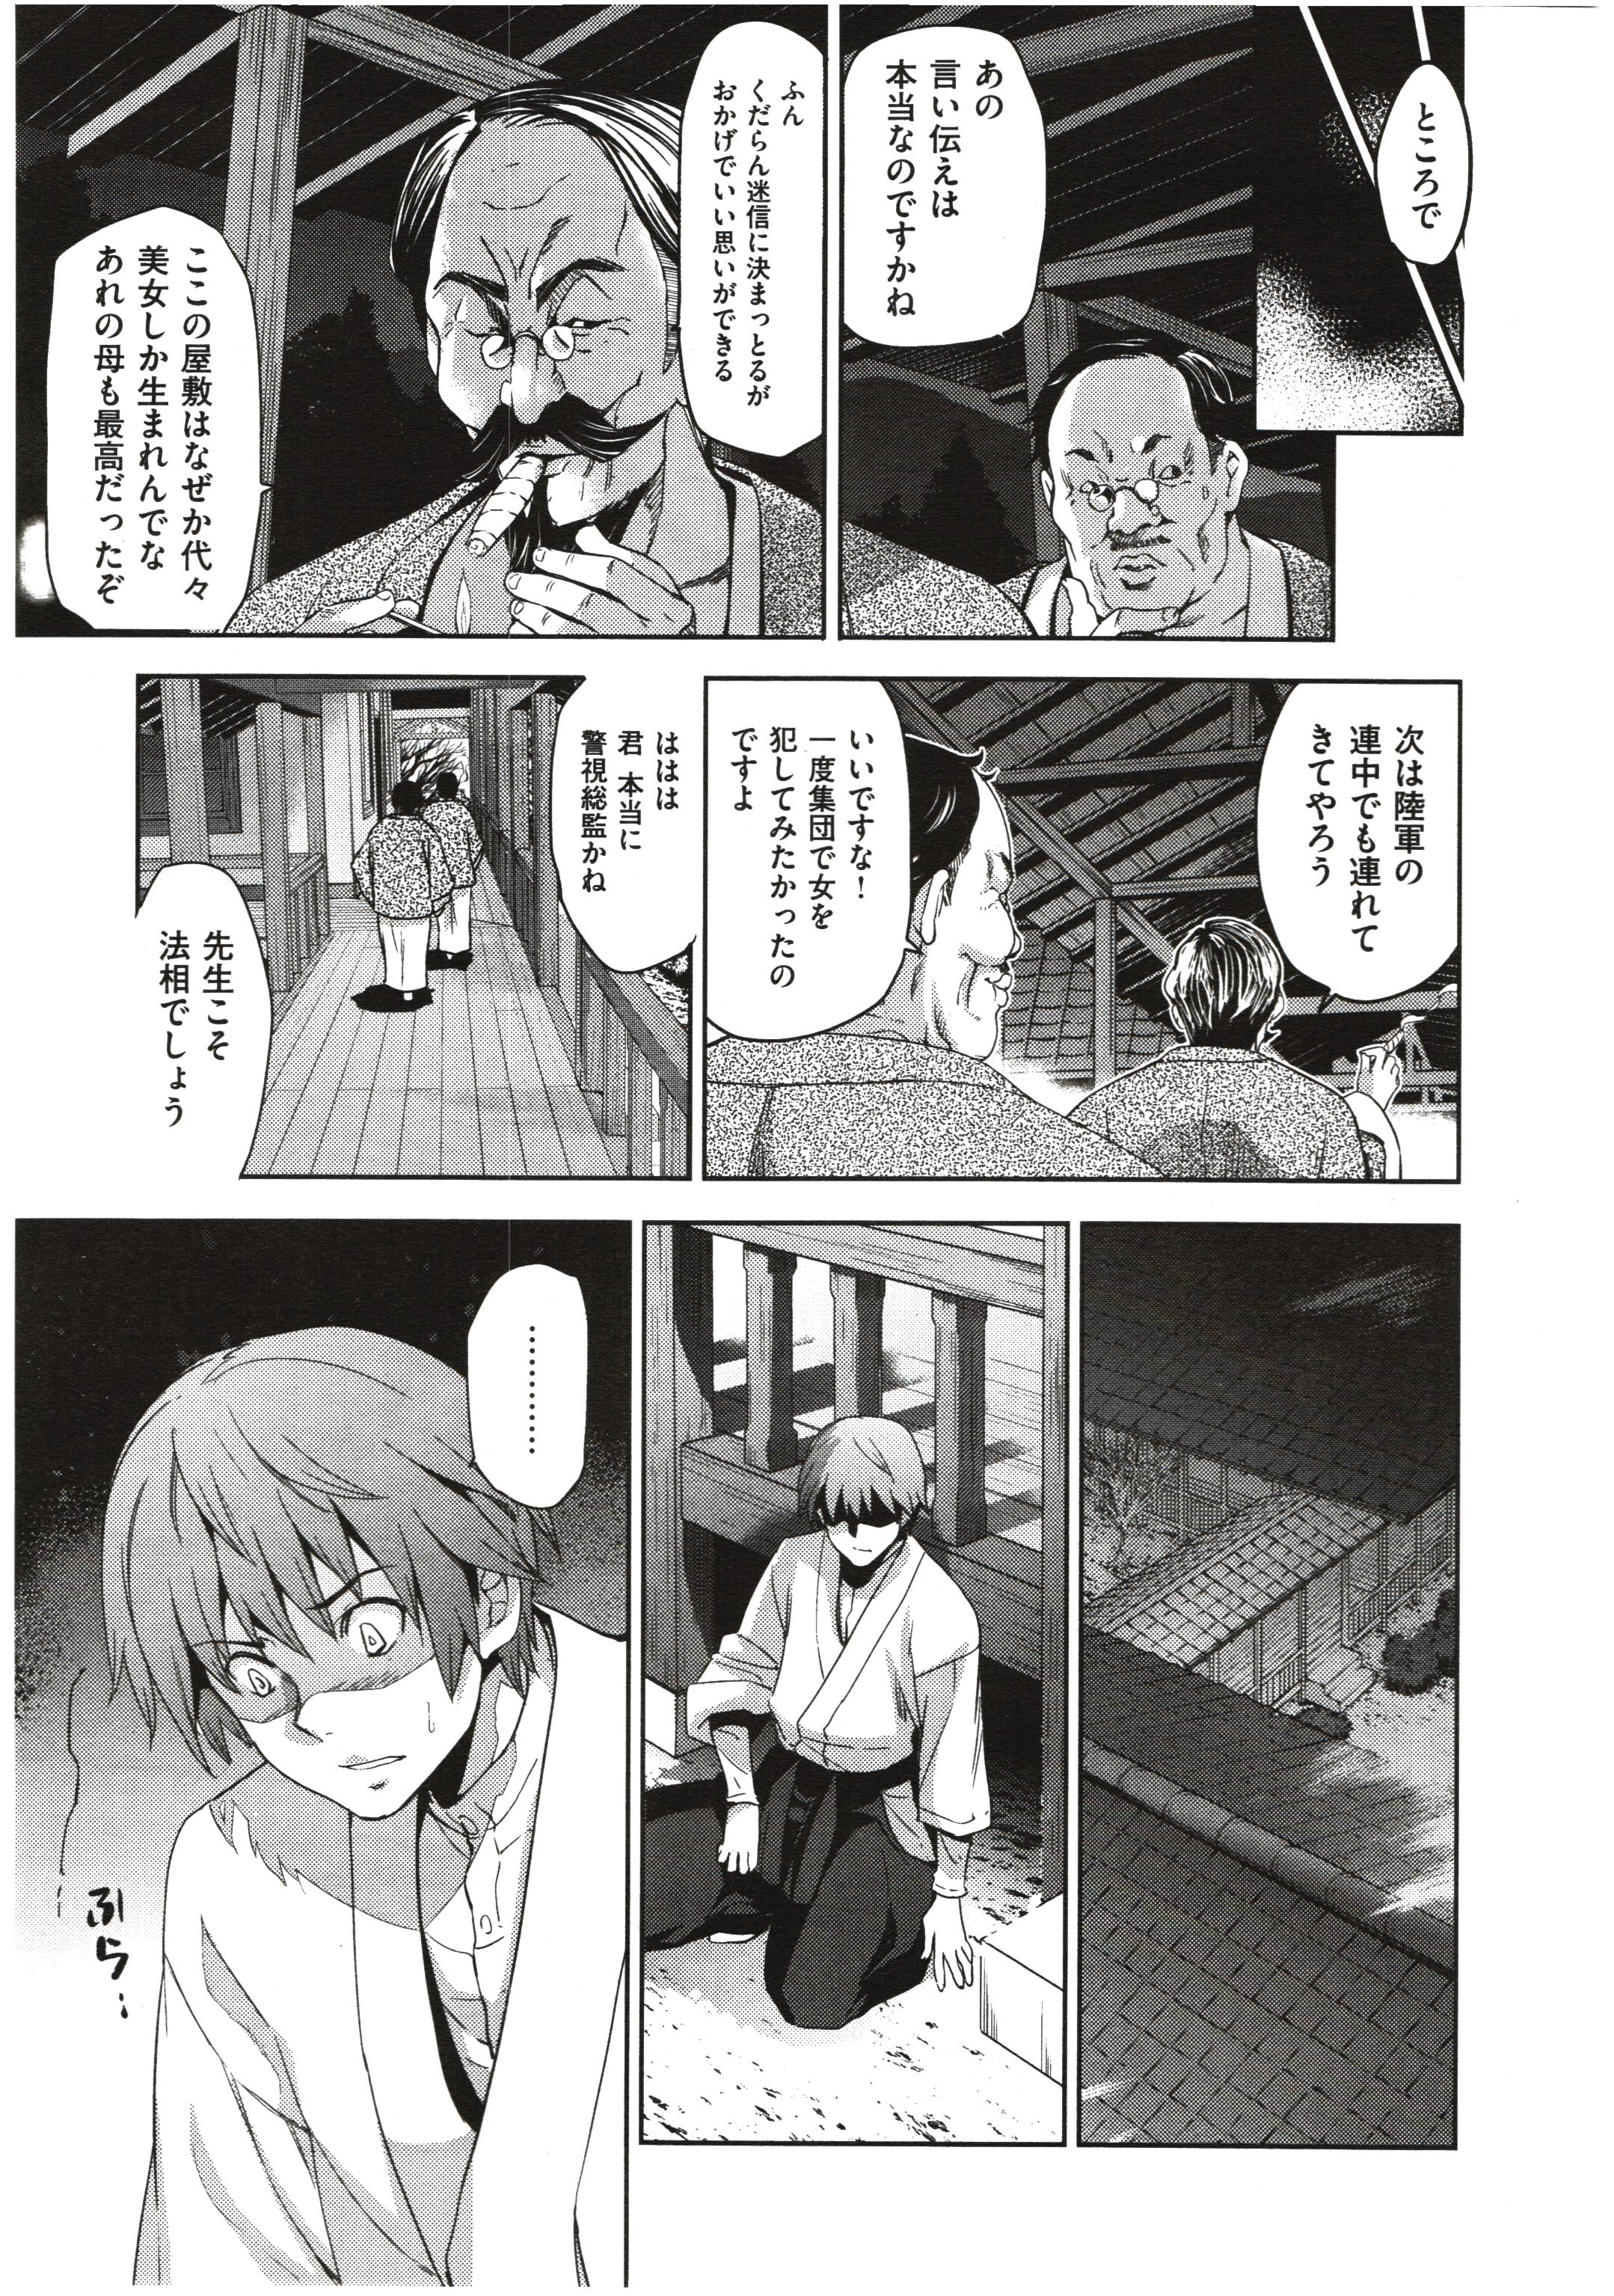 ところで
あの
言い伝えは
本当なのですかね
ふん
くだらん迷信に決まっとるが
おかげでいい思いができる
ここの屋敷はなぜか代々
美女しか生まれんでな
あれの母も最高だったぞ
次は陸軍の
連中でも連れて
きてやろう
いいですな!
一度集団で女を
犯してみたかったの
ですよ
ははは
君 本当に
警視総監かね
先生こそ
法相でしょう
…………
ふら…